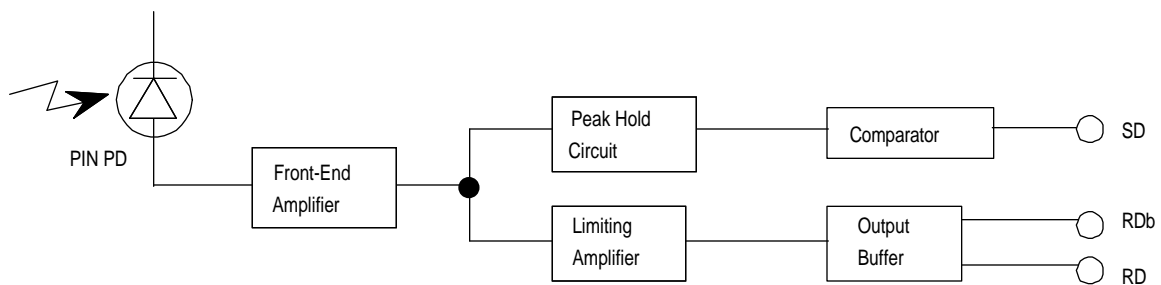 PIN PD
Front-End
Amplifier
Peak Hold
Circuit
Comparator
SD
Limiting
Amplifier
Output
Buffer
RDb
RD